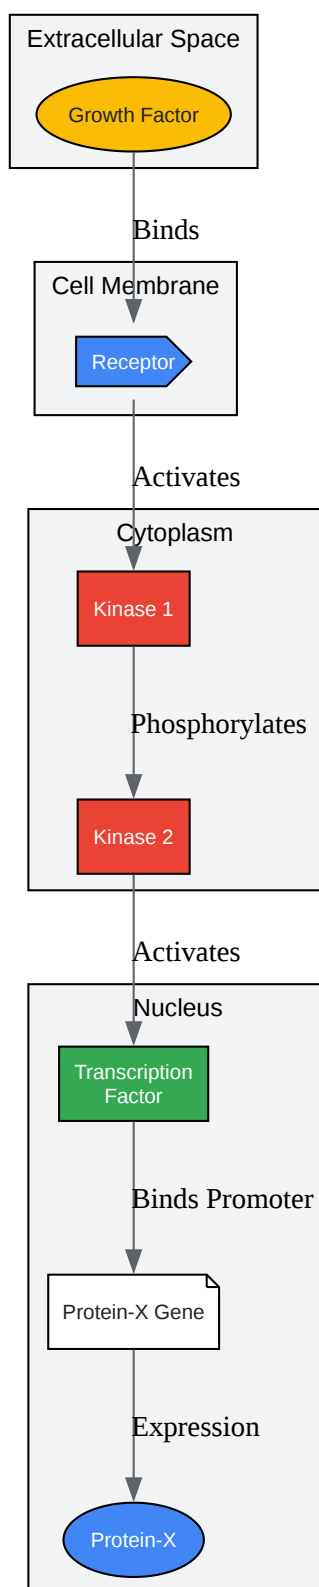 Extracellular Space
Growth Factor
Binds
Cell Membrane
Receptor
Activates
Cytoplasm
Kinase 1
Phosphorylates
Kinase 2
Activates
Nucleus
Transcription
Factor
Binds Promoter
Protein-X Gene
Expression
Protein-X